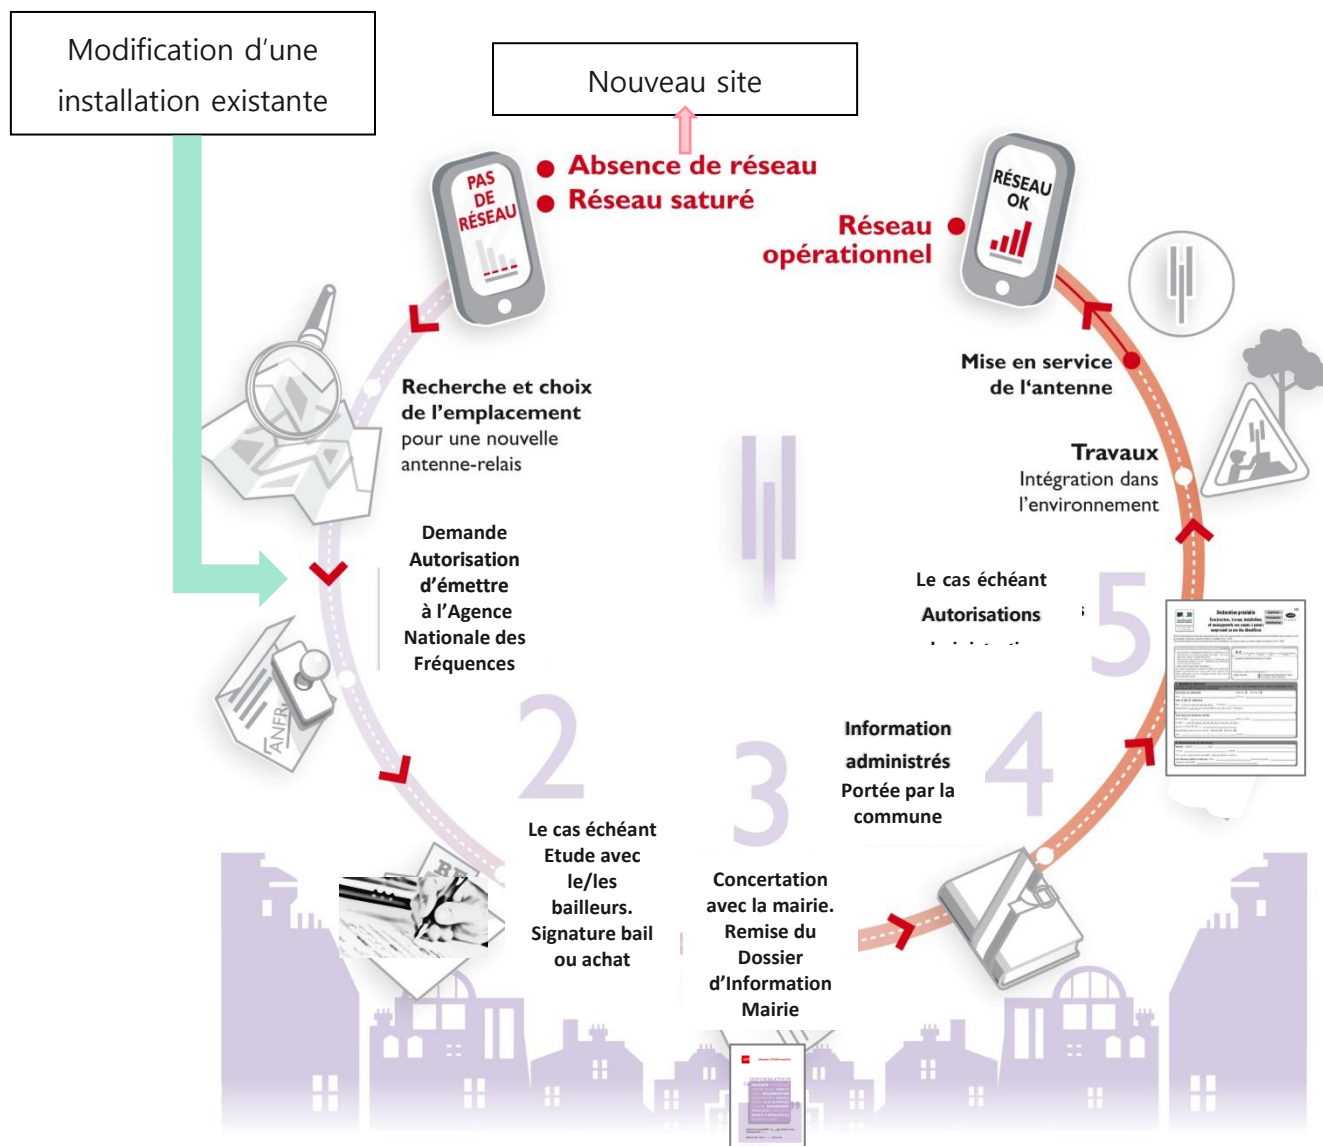 Modification d'une
installation existante
Nouveau site
PAS
DE
RÉSEAU
Absence de réseau
Réseau saturé
RÉSEAU
OK
Réseau
opérationnel
Recherche et choix
de l'emplacement
pour une nouvelle
antenne-relais
Mise en service
de l'antenne
Travaux
Intégration dans
l'environnement
Demande
Autorisation
d'émettre
à l'Agence
Nationale des
Fréquences
ANFR
Le cas échéant
Autorisations
5
Déclaration préalable
2
Le cas échéant
Etude avec
le/les
bailleurs.
Signature bail
ou achat
3
Concertation
avec la mairie.
Remise du
Dossier
d'Information
Mairie
4
Information
administrés
Portée par la
commune